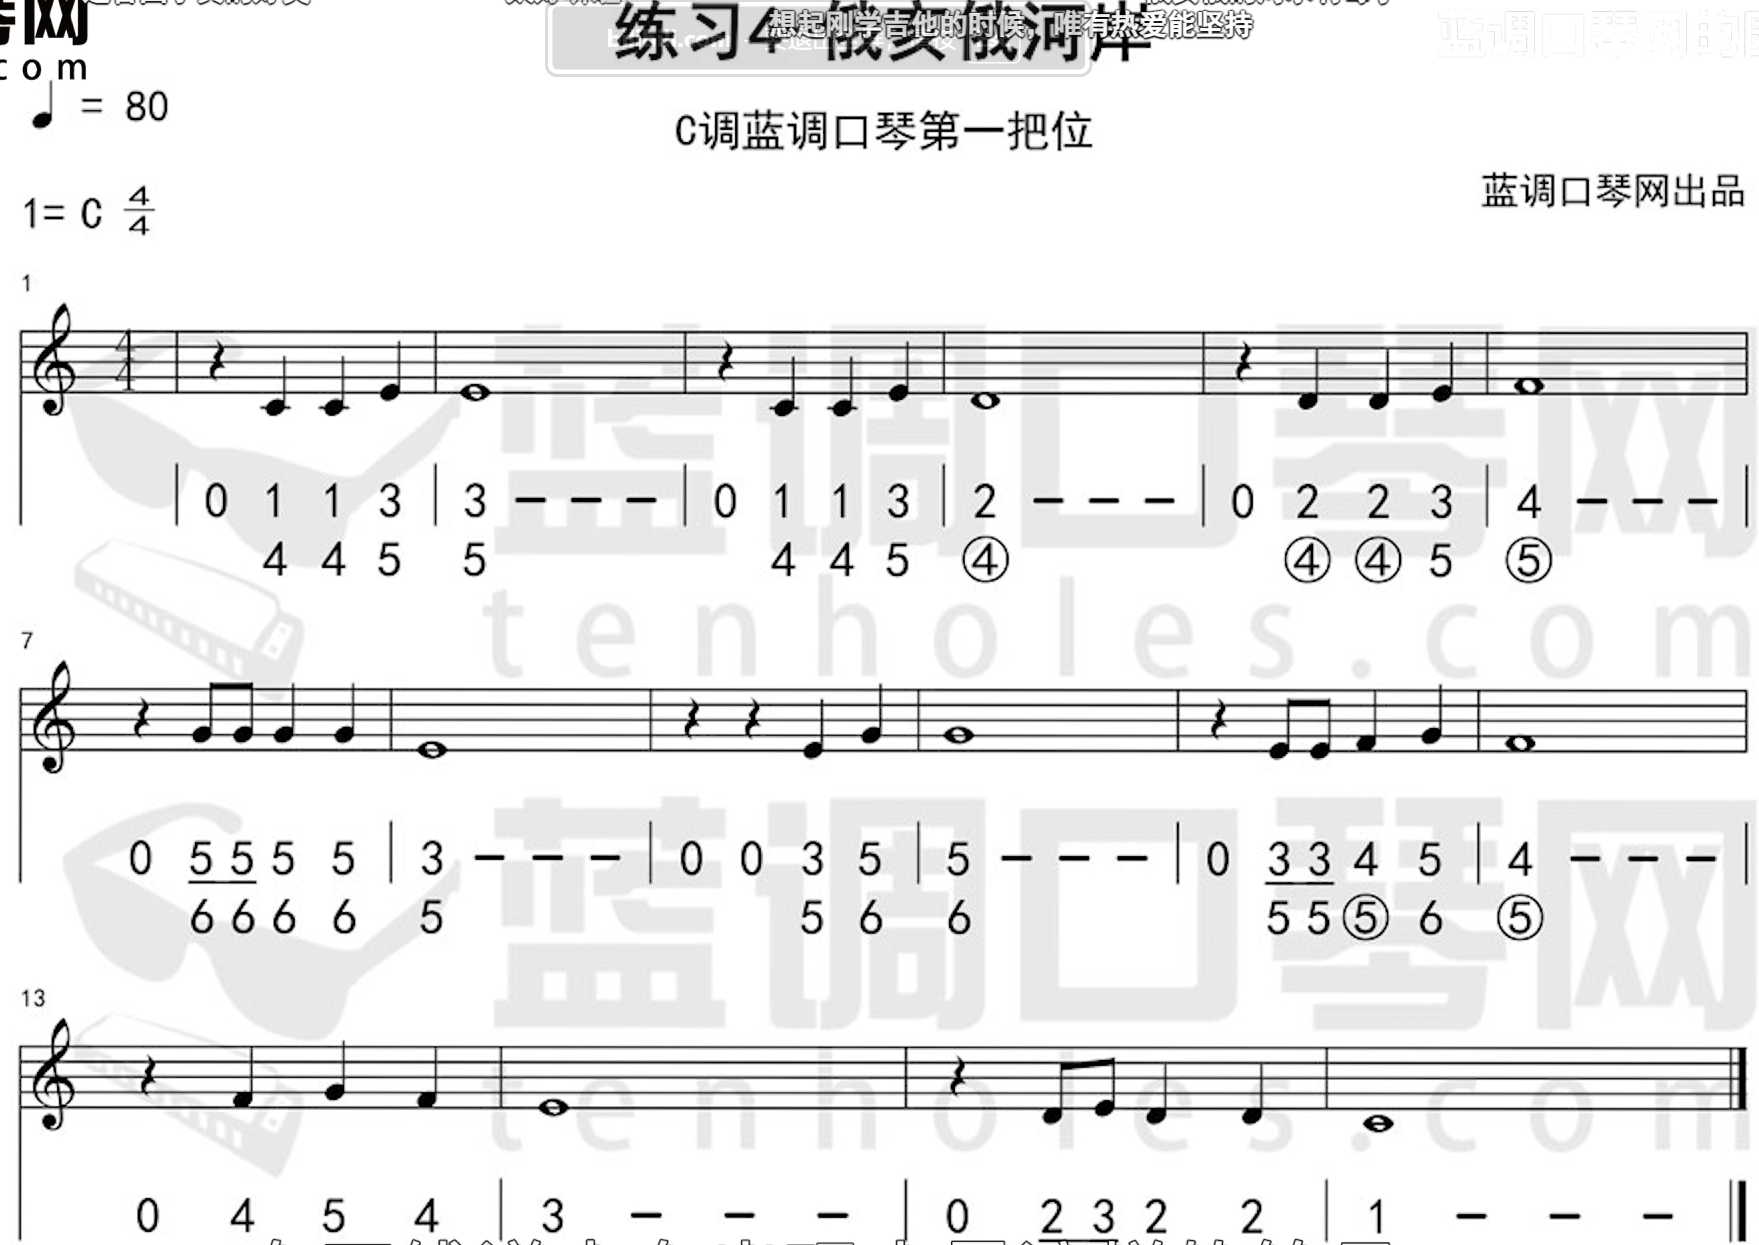 琴网
com
想起刚学吉他的时候,唯有热爱能坚持
练习4 俄亥俄河岸
= 80
C调蓝调口琴第一把位
蓝调口琴网出品
1= C 4/4
1
0 1 1 3 | 3 - - - | 0 1 1 3 | 2 - - - | 0 2 2 3 | 4 - - - |
4 4 5 5 4 4 5 ④ ④ ④ 5 ⑤
7
0 5 5 5 5 | 3 - - - | 0 0 3 5 | 5 - - - | 0 3 3 4 5 | 4 - - - |
6 6 6 6 5 5 6 6 5 5 ⑤ 6 ⑤
13
0 4 5 4 | 3 - - - | 0 2 3 2 2 | 1 - - -
蓝调口琴网
tenholes.com
蓝调口琴网
tenholes.com